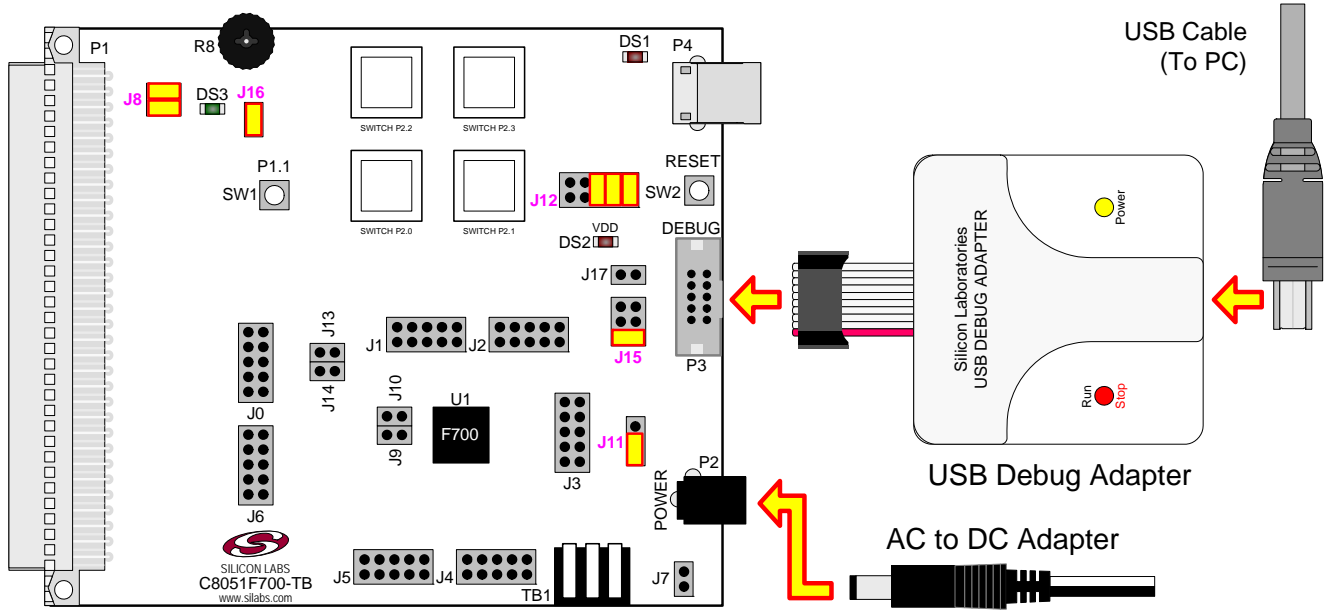 P1
R8
DS1
P4
USB Cable
(To PC)
J8
DS3
J16
SWITCH P2.2
SWITCH P2.3
P1.1
SW1
RESET
J12
SW2
SWITCH P2.0
SWITCH P2.1
VDD
DS2
DEBUG
J17
Silicon Laboratories
USB DEBUG ADAPTER
Power
Run
Stop
J13
J14
J1
J2
J15
P3
J0
J10
J9
U1
F700
J3
J11
P2
POWER
USB Debug Adapter
J6
SILICON LABS
C8051F700-TB
www.silabs.com
J5
J4
TB1
J7
AC to DC Adapter